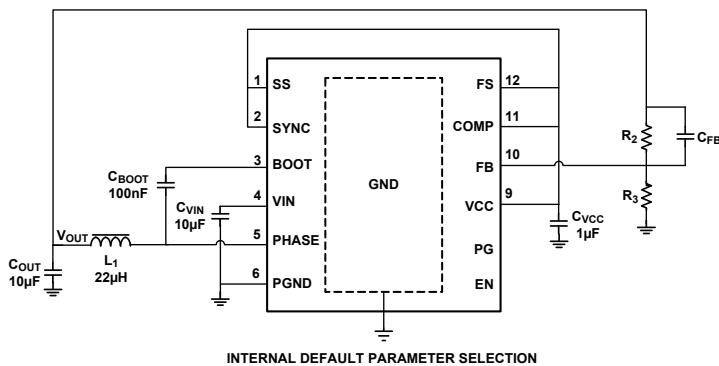 1 SS
2 SYNC
3 BOOT
4 VIN
5 PHASE
6 PGND
GND
FS 12
COMP 11
FB 10
VCC 9
PG
EN
CBOOT
100nF
CVIN
10µF
VOUT
L1
22µH
COUT
10µF
R2
CFB
R3
CVCC
1µF
INTERNAL DEFAULT PARAMETER SELECTION